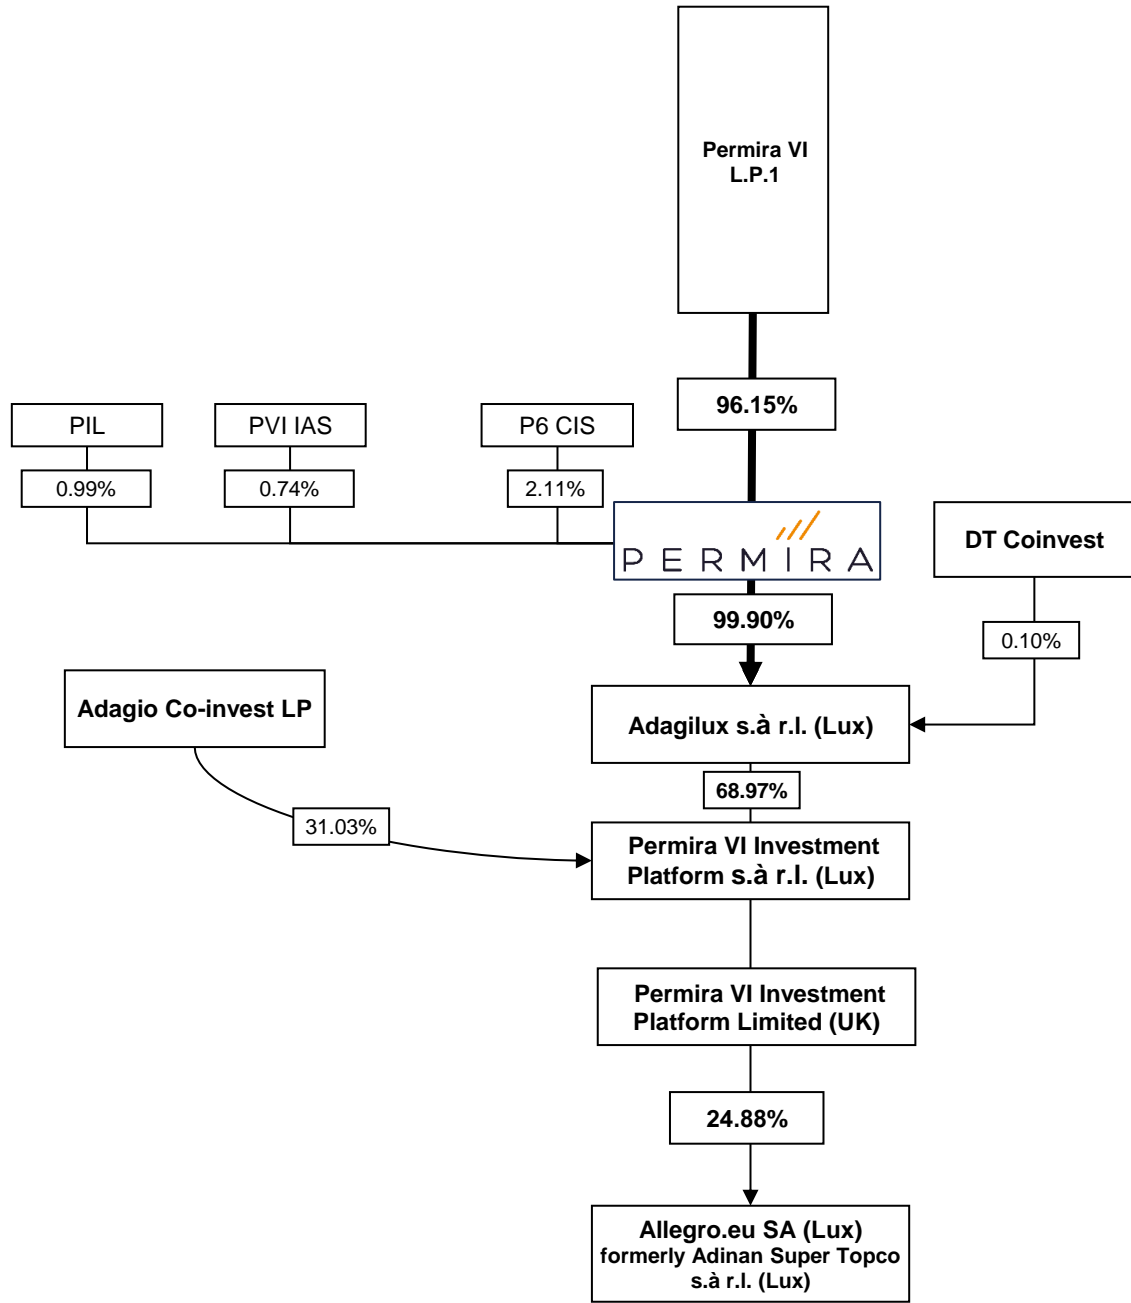 Permira VI
L.P.1
96.15%
PIL
PVI IAS
P6 CIS
0.99%
0.74%
2.11%
PERMIRA
DT Coinvest
99.90%
0.10%
Adagio Co-invest LP
Adagilux s.à r.l. (Lux)
68.97%
31.03%
Permira VI Investment
Platform s.à r.l. (Lux)
Permira VI Investment
Platform Limited (UK)
24.88%
Allegro.eu SA (Lux)
formerly Adinan Super Topco
s.à r.l. (Lux)